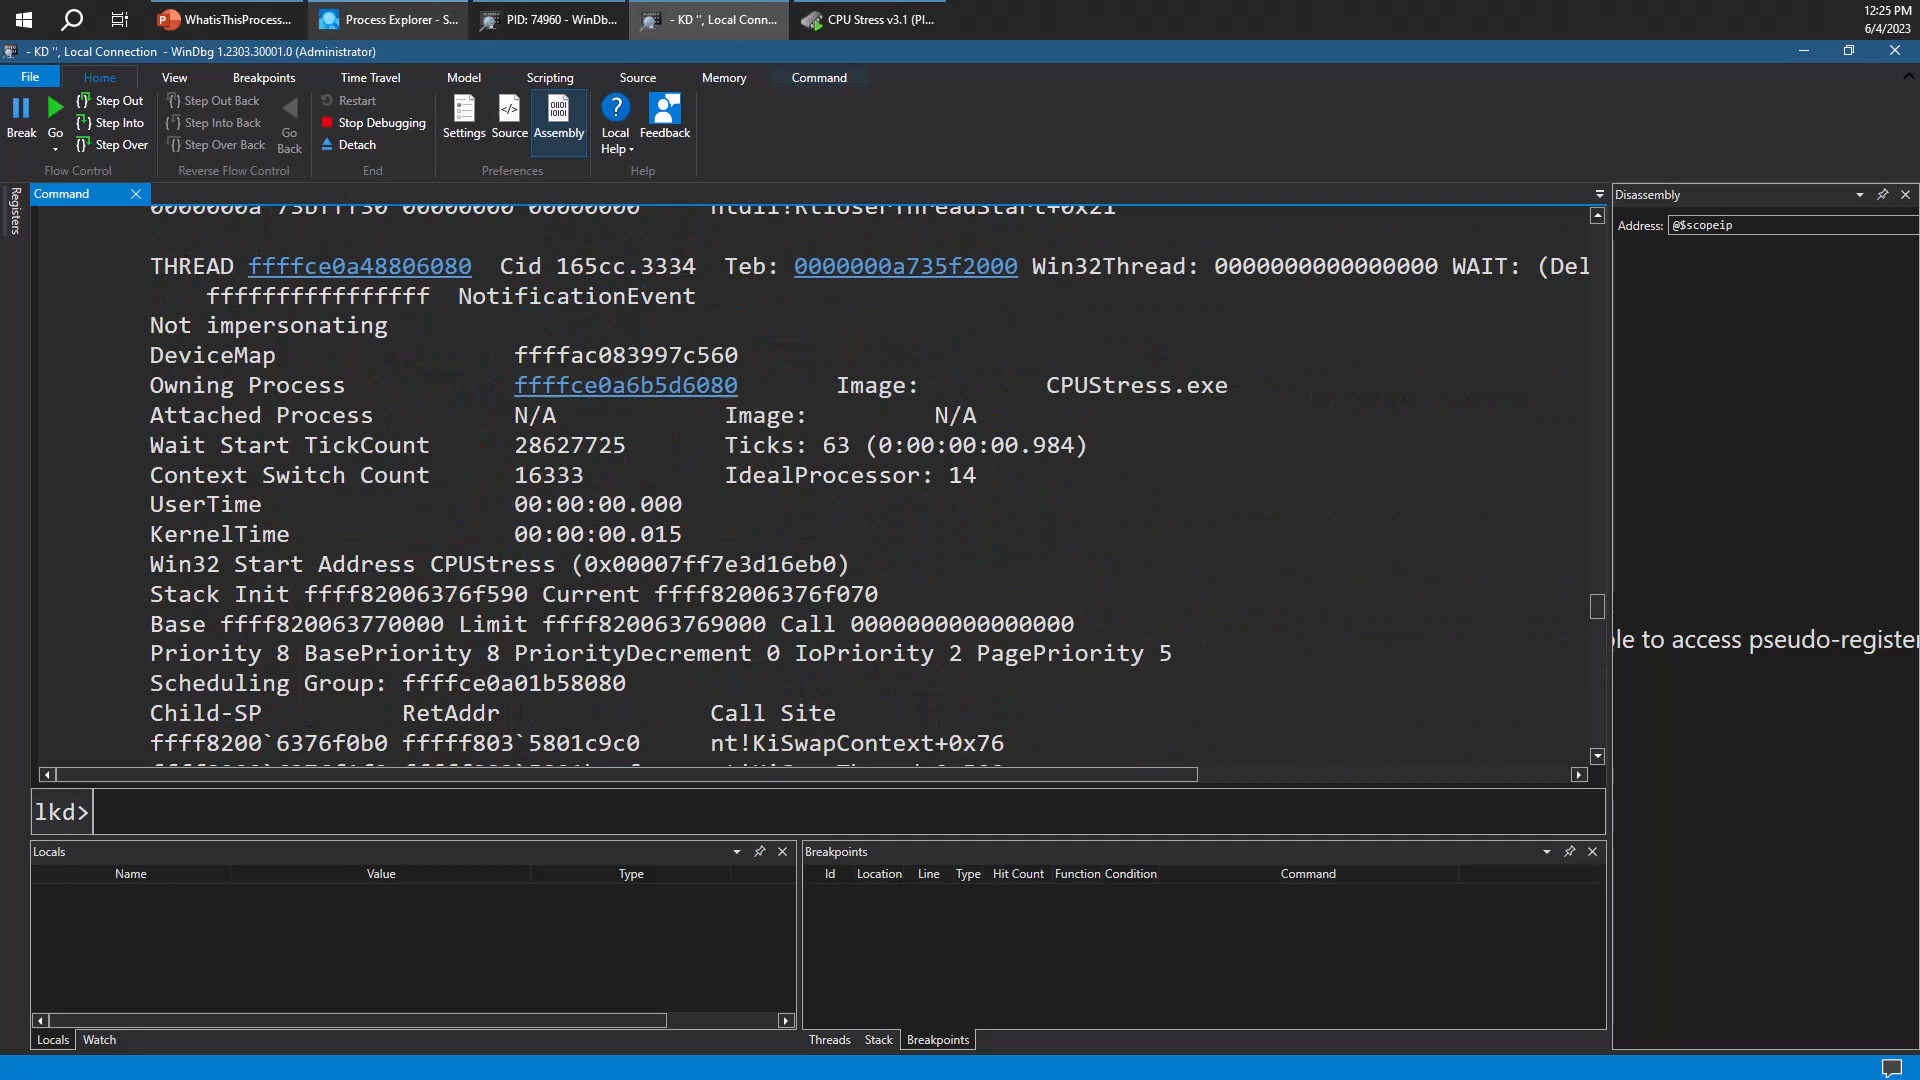 WhatisThisProcess...
Process Explorer - S...
PID: 74960 - WinDb...
- KD '', Local Conn...
CPU Stress v3.1 (PI...
12:25 PM
6/4/2023
- KD '', Local Connection - WinDbg 1.2303.30001.0 (Administrator)
File Home View Breakpoints Time Travel Model Scripting Source Memory Command
Break
Go
Step Out
Step Into
Step Over
Flow Control
Step Out Back
Step Into Back
Step Over Back
Go
Back
Reverse Flow Control
Restart
Stop Debugging
Detach
End
Settings Source Assembly
Preferences
Local
Help
Feedback
Help
Registers
Command
0000000a`73bfff30 00000000`00000000 ntdll!RtlUserThreadStart+0x21
THREAD ffffce0a48806080 Cid 165cc.3334 Teb: 0000000a735f2000 Win32Thread: 0000000000000000 WAIT: (Del
ffffffffffffffff NotificationEvent
Not impersonating
DeviceMap ffffac083997c560
Owning Process ffffce0a6b5d6080 Image: CPUStress.exe
Attached Process N/A Image: N/A
Wait Start TickCount 28627725 Ticks: 63 (0:00:00:00.984)
Context Switch Count 16333 IdealProcessor: 14
UserTime 00:00:00.000
KernelTime 00:00:00.015
Win32 Start Address CPUStress (0x00007ff7e3d16eb0)
Stack Init ffff82006376f590 Current ffff82006376f070
Base ffff820063770000 Limit ffff820063769000 Call 0000000000000000
Priority 8 BasePriority 8 PriorityDecrement 0 IoPriority 2 PagePriority 5
Scheduling Group: ffffce0a01b58080
Child-SP RetAddr Call Site
ffff8200`6376f0b0 fffff803`5801c9c0 nt!KiSwapContext+0x76
lkd>
Disassembly
Address: @$scopeip
le to access pseudo-register
Locals
Name Value Type
Locals Watch
Breakpoints
Id Location Line Type Hit Count Function Condition Command
Threads Stack Breakpoints